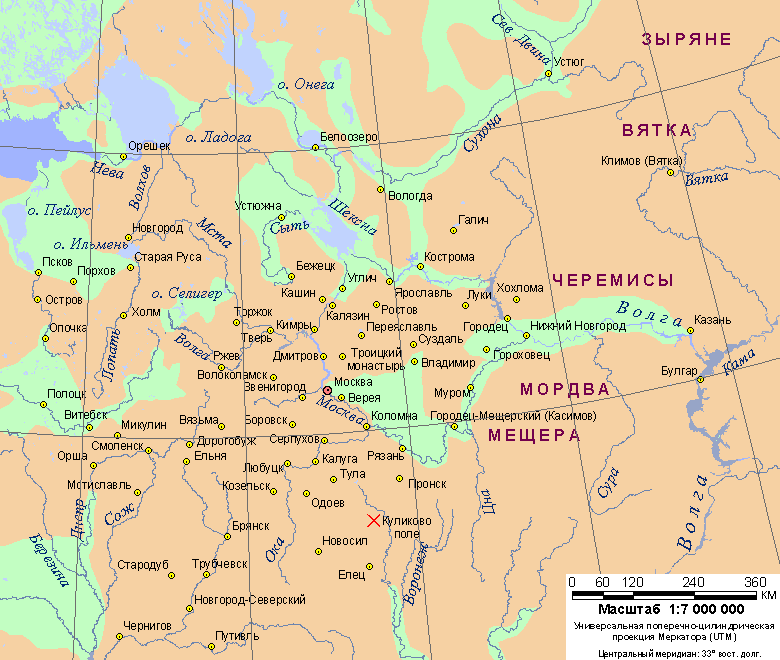 Сев. Двина
ЗЫРЯНЕ
Устюг
о. Онега
о. Ладога
Белоозеро
Сухона
ВЯТКА
Орешек
Нева
Климов (Вятка)
Вятка
Волхов
Вологда
о. Пейпус
Устюжна
Шексна
Сыть
Галич
Новгород
Мста
о. Ильмень
Псков
Порхов
Старая Руса
Бежецк
Углич
Кострома
ЧЕРЕМИСЫ
Остров
о. Селигер
Кашин
Ярославль
Луки
Хохлома
Холм
Торжок
Калязин
Ростов
Волга
Опочка
Кимры
Переяславль
Городец
Нижний Новгород
Казань
Ловать
Волга
Тверь
Суздаль
Ржев
Дмитров
Троицкий
монастырь
Владимир
Гороховец
Кама
Волоколамск
Булгар
Звенигород
Москва
Верея
Муром
МОРДВА
Полоцк
Москва
Витебск
Микулин
Вязьма
Боровск
Коломна
Городец-Мещерский (Касимов)
МЕЩЕРА
Смоленск
Дорогобуж
Серпухов
Орша
Ельня
Любуцк
Калуга
Рязань
Мстиславль
Козельск
Тула
Пронск
Сура
Волга
Днепр
Сож
Одоев
Цна
Куликово
поле
Брянск
Ока
Новосил
Березина
Стародуб
Трубчевск
Елец
Воронеж
Новгород-Северский
Чернигов
Путивль
0 60 120 240 360
КМ
Масштаб 1:7 000 000
Универсальная поперечно-цилиндрическая
проекция Меркатора (UTM)
Центральный меридиан: 33° вост. долг.